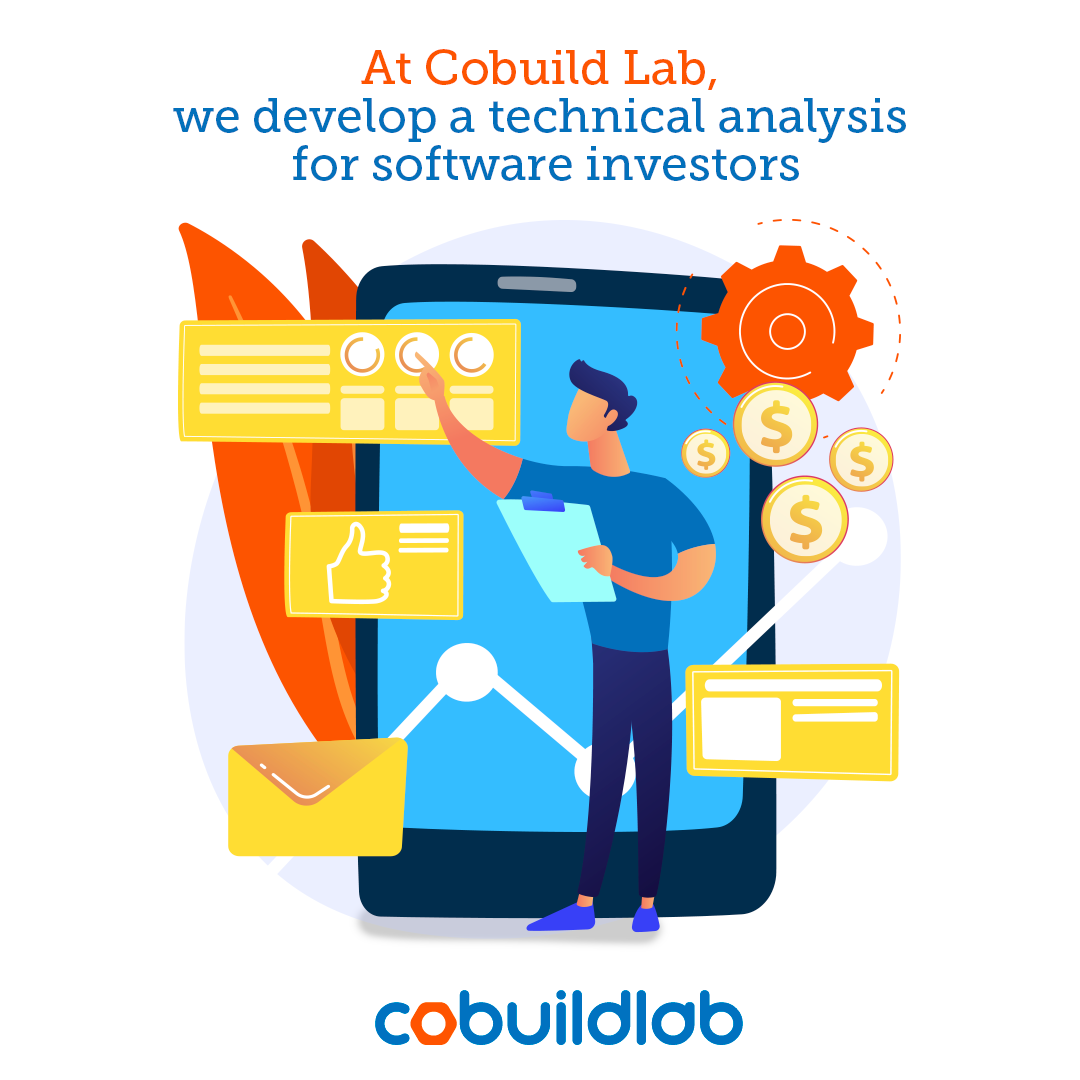 At Cobuild Lab,
we develop a technical analysis
for software investors
$
$
$
$
cobuildlab